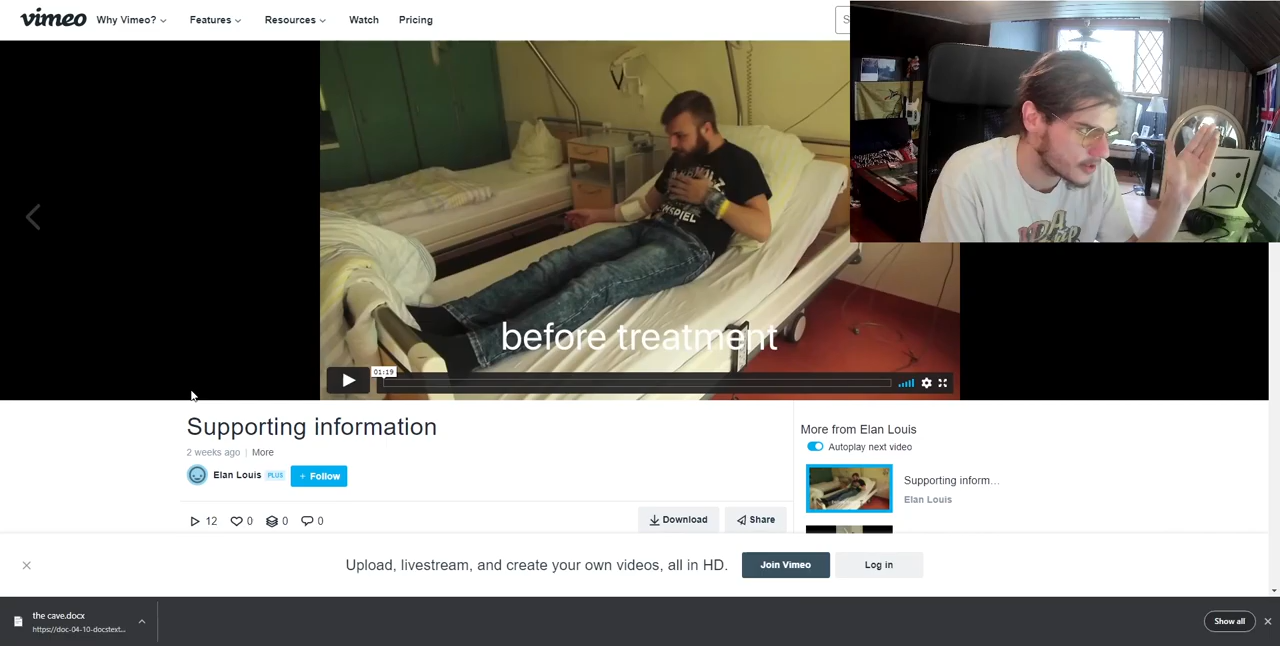 vimeo
Why Vimeo?
Features
Resources
Watch
Pricing
S
before treatment
01:19
Supporting information
2 weeks ago | More
Elan Louis PLUS
+ Follow
12
0
0
0
Download
Share
More from Elan Louis
Autoplay next video
Supporting inform...
Elan Louis
Upload, livestream, and create your own videos, all in HD.
Join Vimeo
Log in
the cave.docx
https://doc-04-10-docstext...
Show all